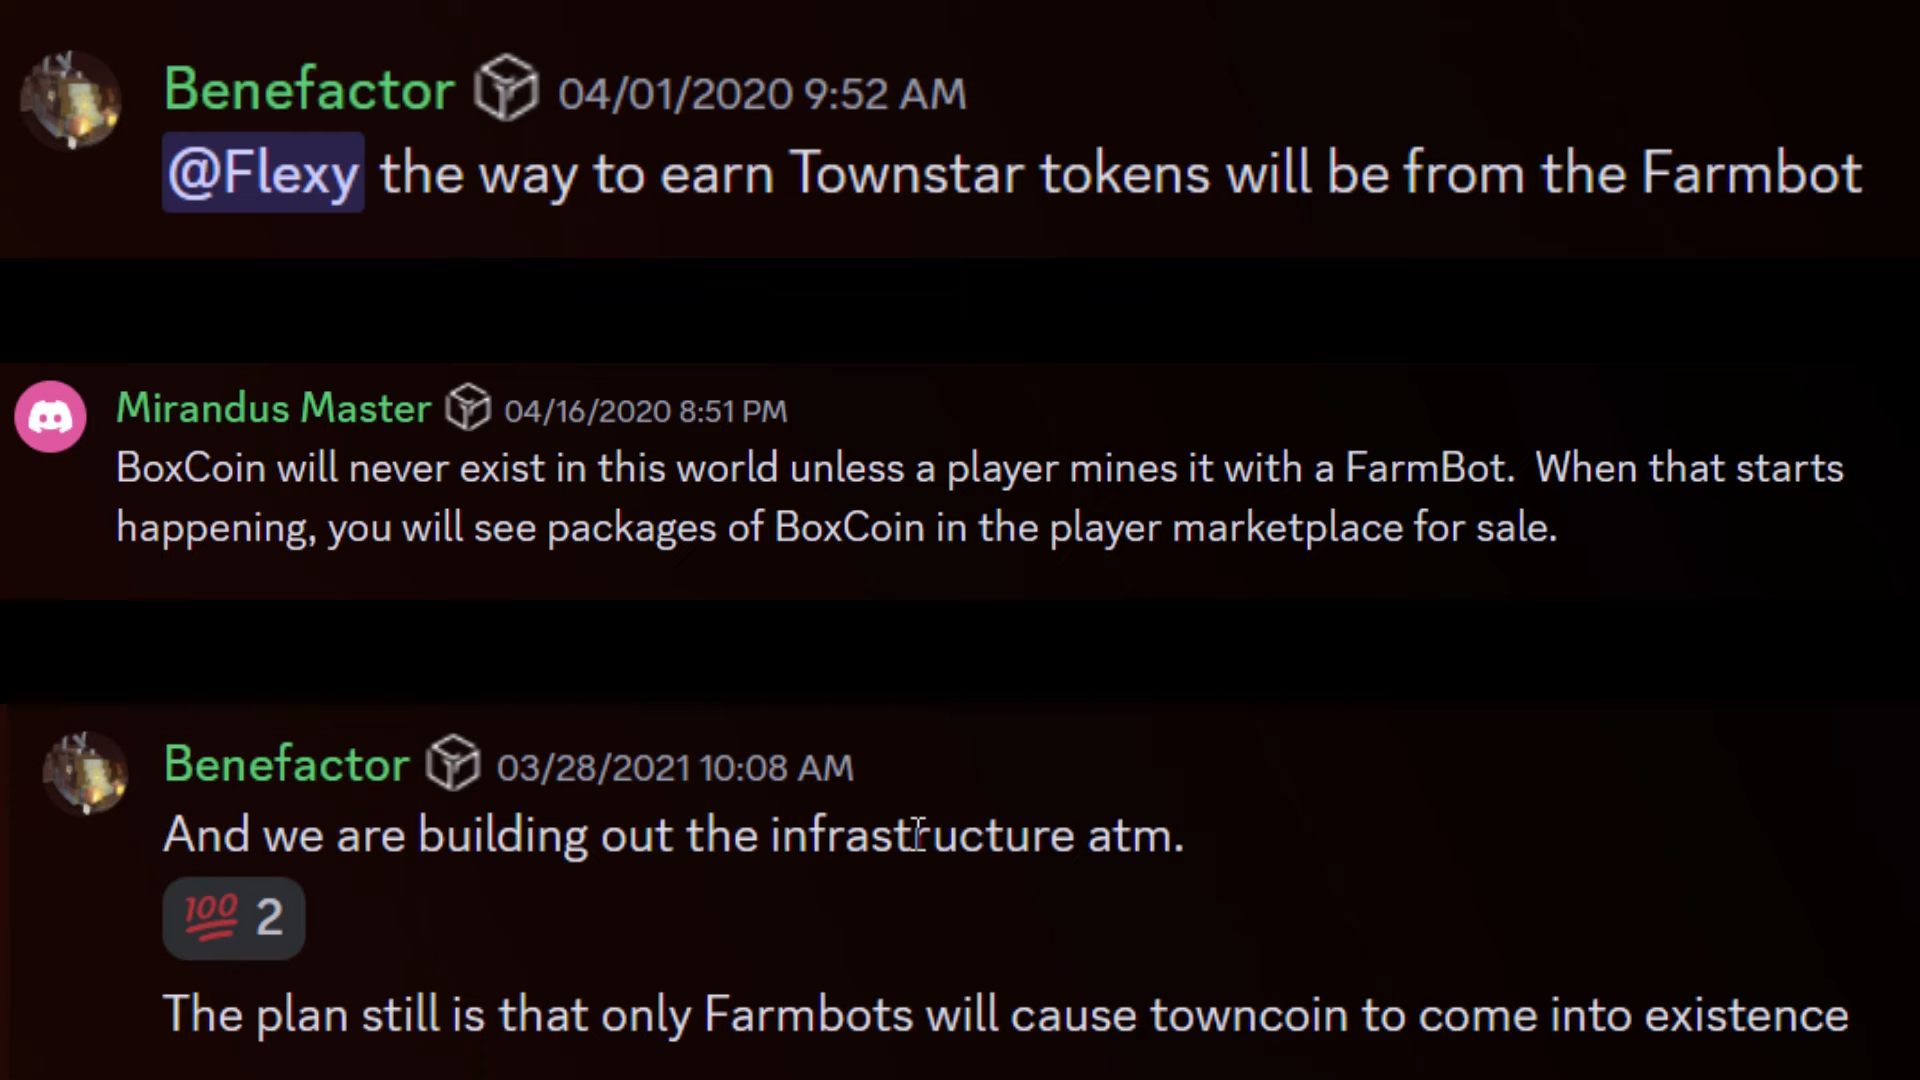 Benefactor 04/01/2020 9:52 AM
@Flexy the way to earn Townstar tokens will be from the Farmbot
Mirandus Master 04/16/2020 8:51 PM
BoxCoin will never exist in this world unless a player mines it with a FarmBot. When that starts
happening, you will see packages of BoxCoin in the player marketplace for sale.
Benefactor 03/28/2021 10:08 AM
And we are building out the infrastructure atm.
💯 2
The plan still is that only Farmbots will cause towncoin to come into existence